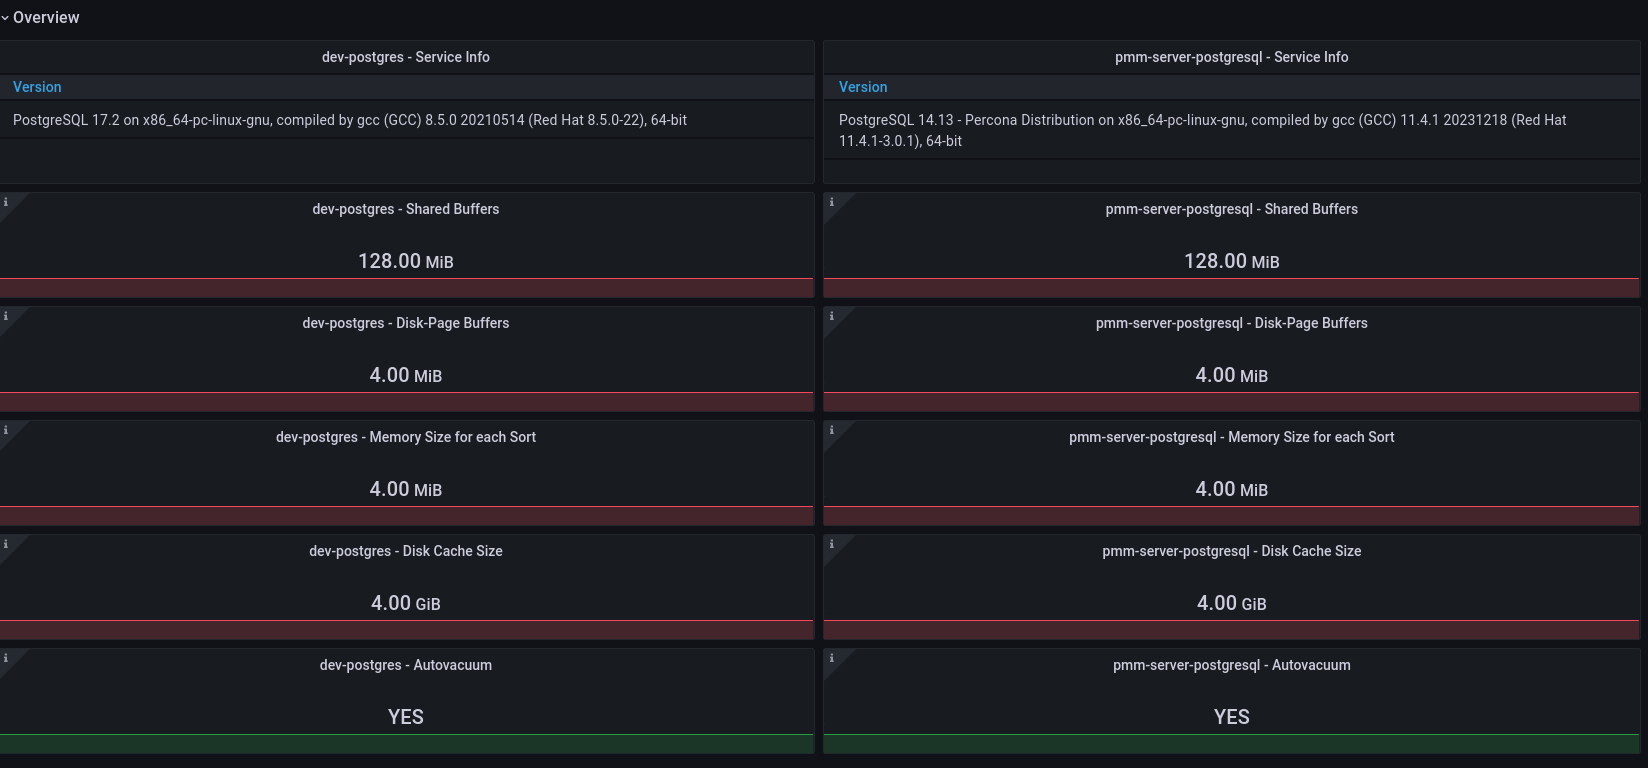 Overview
dev-postgres - Service Info
Version
PostgreSQL 17.2 on x86_64-pc-linux-gnu, compiled by gcc (GCC) 8.5.0 20210514 (Red Hat 8.5.0-22), 64-bit
pmm-server-postgresql - Service Info
Version
PostgreSQL 14.13 - Percona Distribution on x86_64-pc-linux-gnu, compiled by gcc (GCC) 11.4.1 20231218 (Red Hat
11.4.1-3.0.1), 64-bit
i
dev-postgres - Shared Buffers
128.00 MiB
i
pmm-server-postgresql - Shared Buffers
128.00 MiB
i
dev-postgres - Disk-Page Buffers
4.00 MiB
i
pmm-server-postgresql - Disk-Page Buffers
4.00 MiB
i
dev-postgres - Memory Size for each Sort
4.00 MiB
i
pmm-server-postgresql - Memory Size for each Sort
4.00 MiB
i
dev-postgres - Disk Cache Size
4.00 GiB
i
pmm-server-postgresql - Disk Cache Size
4.00 GiB
i
dev-postgres - Autovacuum
YES
i
pmm-server-postgresql - Autovacuum
YES